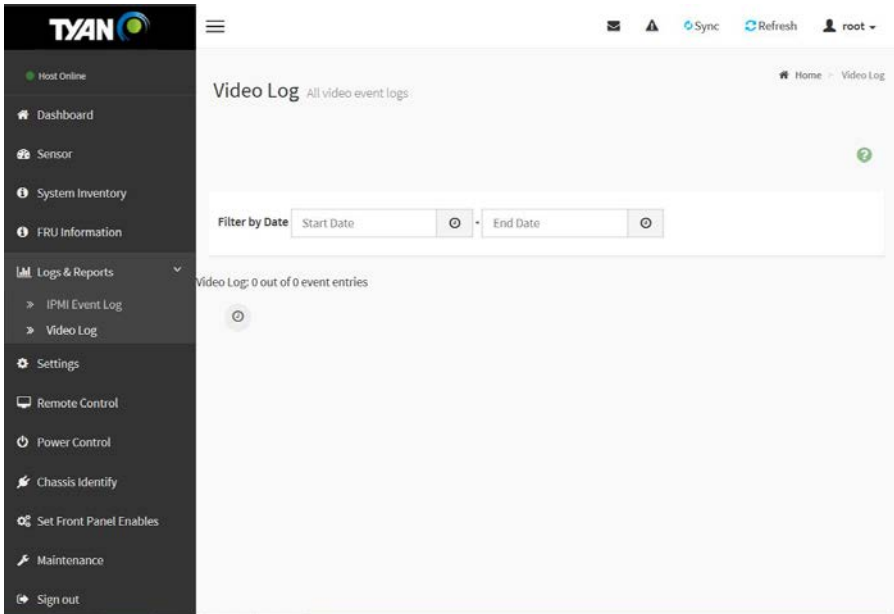 TYAN
Sync Refresh root
Host Online
Home > Video Log
Video Log All video event logs
Dashboard
Sensor
System Inventory
FRU Information
Logs & Reports
IPMI Event Log
Video Log
Settings
Remote Control
Power Control
Chassis Identify
Set Front Panel Enables
Maintenance
Sign out
?
Filter by Date Start Date - End Date
Video Log: 0 out of 0 event entries